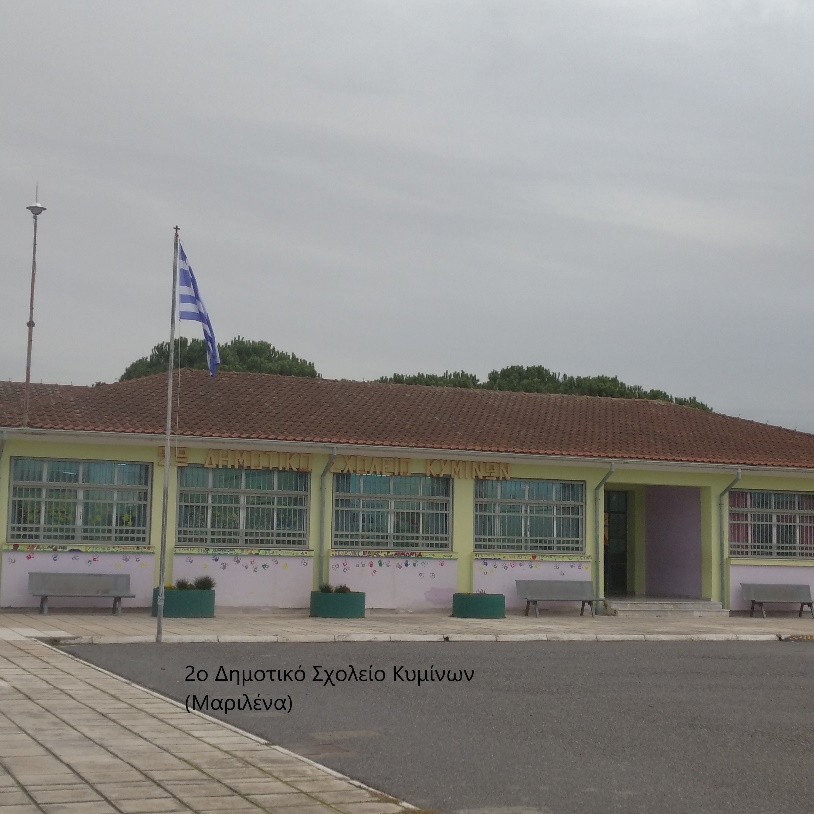 2ο ΔΗΜΟΤΙΚΟ ΣΧΟΛΕΙΟ ΚΥΜΙΝΩΝ
2ο Δημοτικό Σχολείο Κυμίνων
(Μαριλένα)